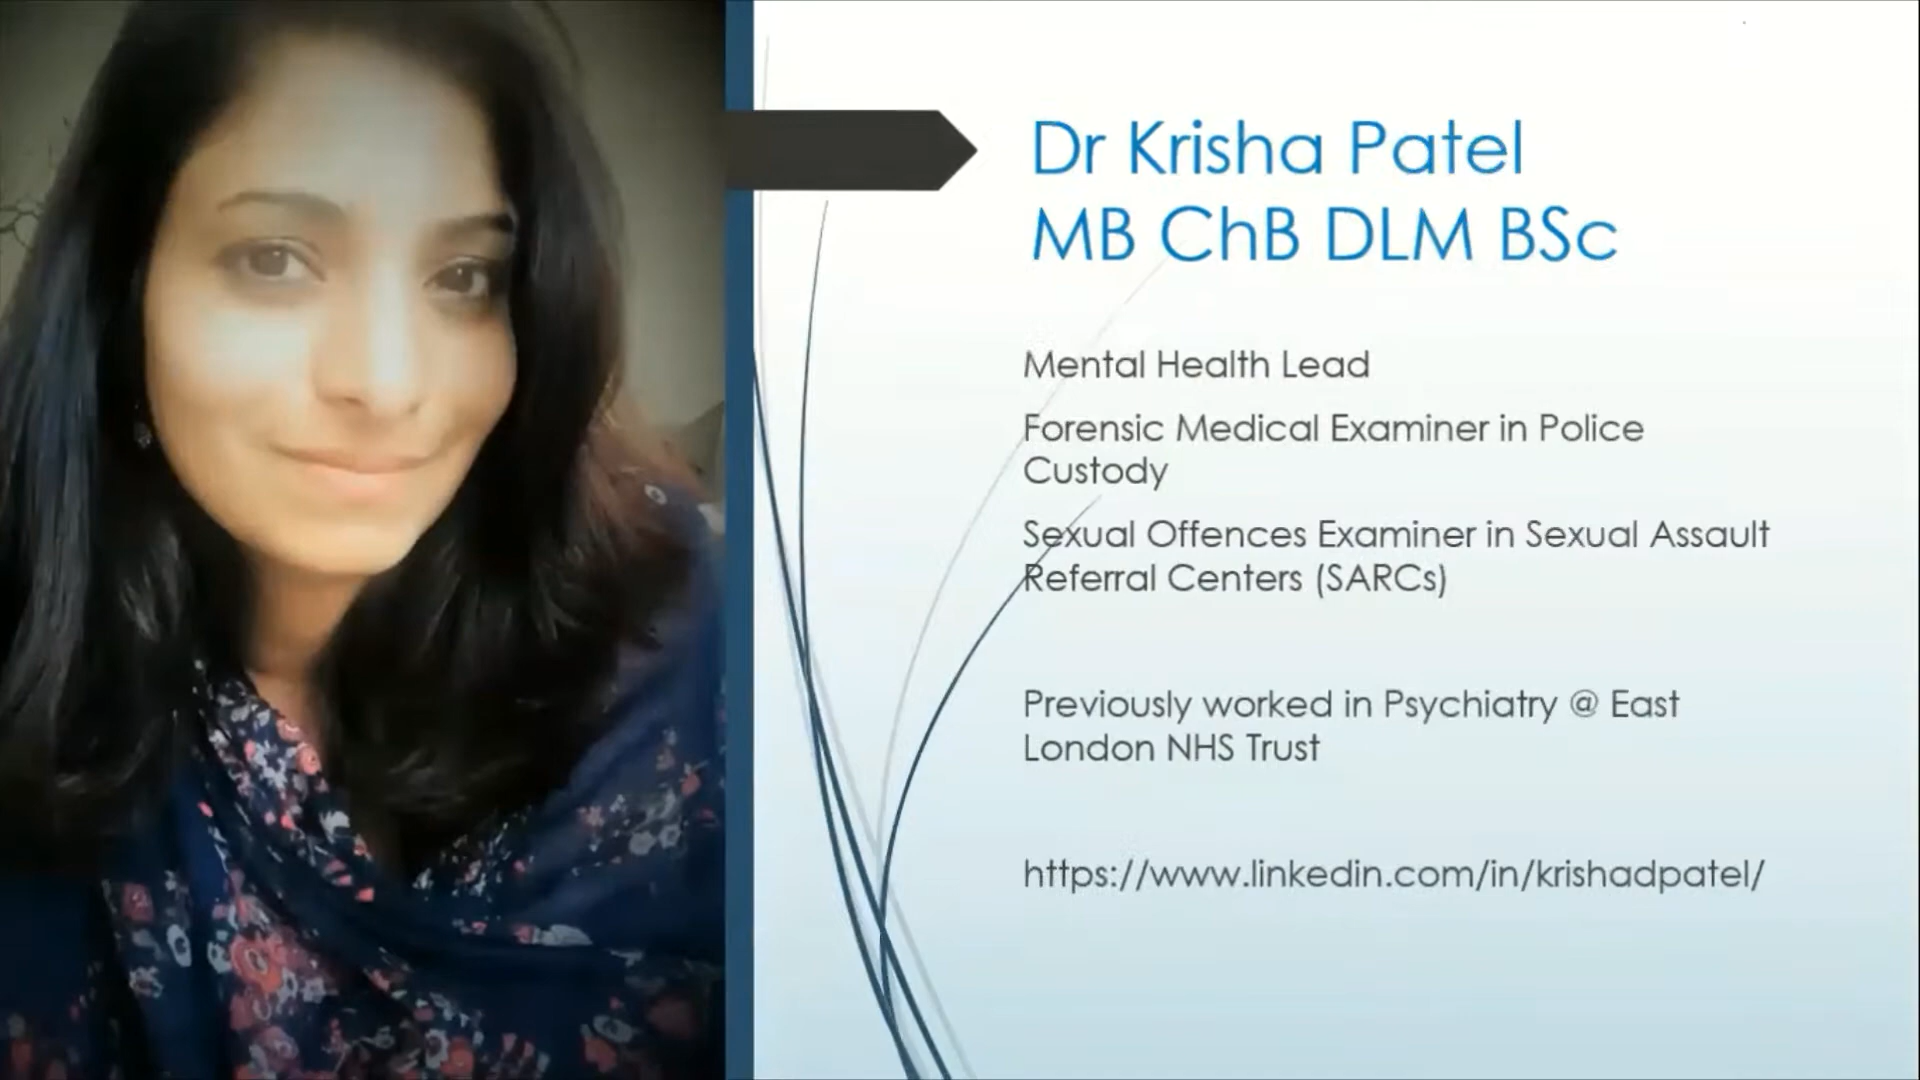 Dr Krisha Patel
MB ChB DLM BSc
Mental Health Lead
Forensic Medical Examiner in Police
Custody
Sexual Offences Examiner in Sexual Assault
Referral Centers (SARCs)
Previously worked in Psychiatry @ East
London NHS Trust
https://www.linkedin.com/in/krishadpatel/